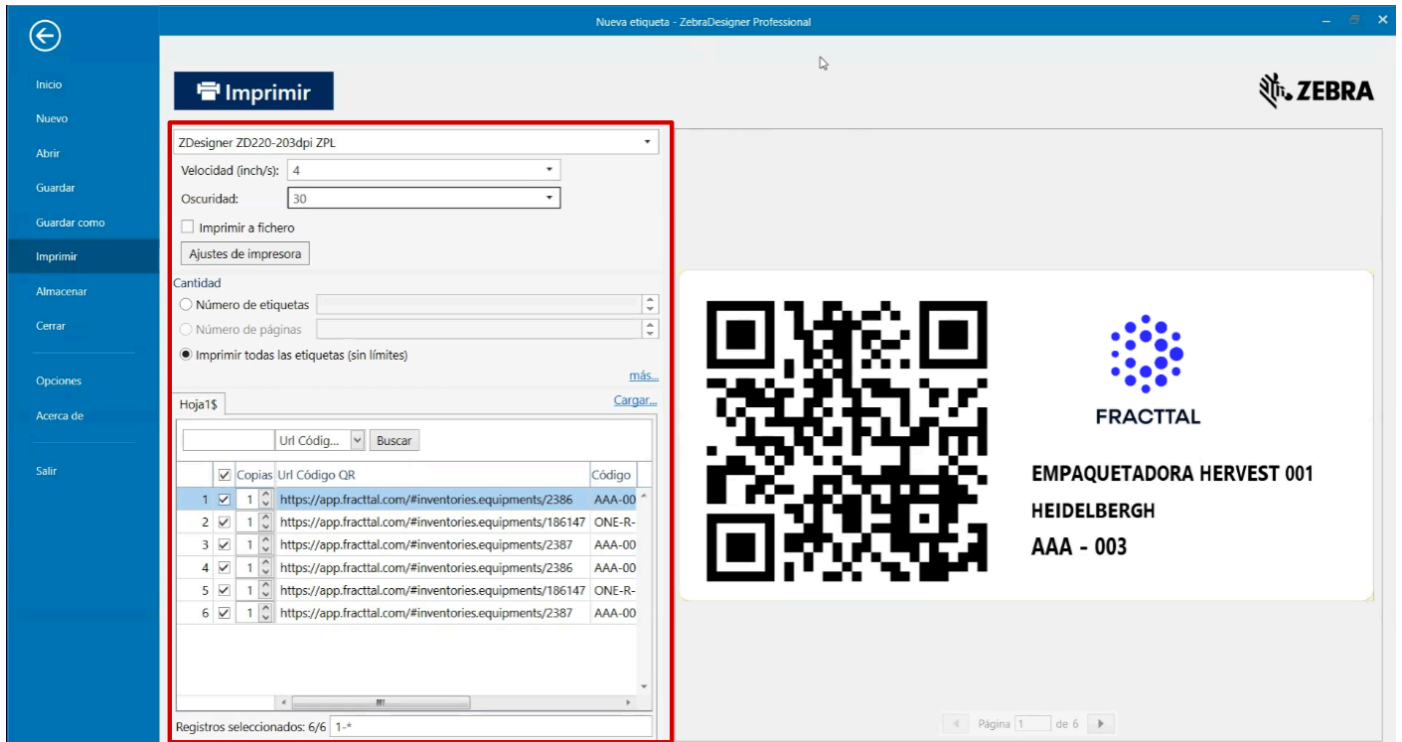 Nueva etiqueta - ZebraDesigner Professional
Inicio
Nuevo
Abrir
Guardar
Guardar como
Imprimir
Almacenar
Cerrar
Opciones
Acerca de
Salir
Imprimir
ZEBRA
ZDesigner ZD220-203dpi ZPL
Velocidad (inch/s): 4
Oscuridad: 30
Imprimir a fichero
Ajustes de impresora
Cantidad
Número de etiquetas
Número de páginas
Imprimir todas las etiquetas (sin límites)
más...
Hoja1$ Cargar...
Url Códig... Buscar
Copias Url Código QR Código
1 1 https://app.fracttal.com/#inventories.equipments/2386 AAA-00
2 1 https://app.fracttal.com/#inventories.equipments/186147 ONE-R-
3 1 https://app.fracttal.com/#inventories.equipments/2387 AAA-00
4 1 https://app.fracttal.com/#inventories.equipments/2386 AAA-00
5 1 https://app.fracttal.com/#inventories.equipments/186147 ONE-R-
6 1 https://app.fracttal.com/#inventories.equipments/2387 AAA-00
Registros seleccionados: 6/6 1-*
FRACTTAL
EMPAQUETADORA HERVEST 001
HEIDELBERGH
AAA - 003
Página 1 de 6